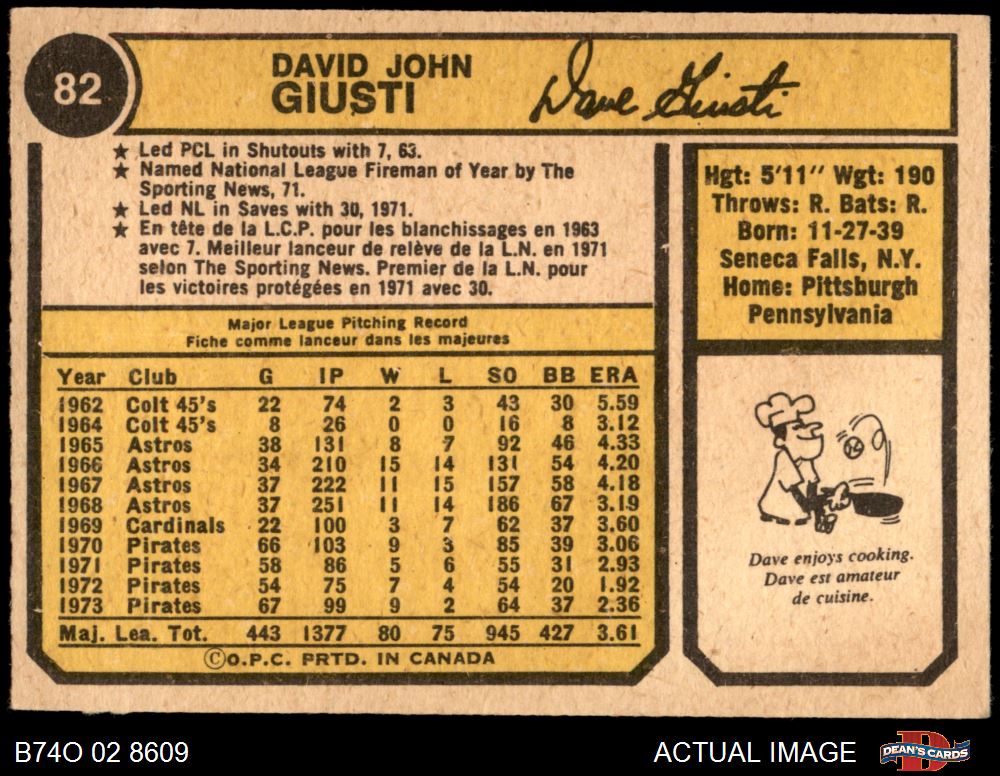 82
DAVID JOHN
GIUSTI
Dave Giusti
★ Led PCL in Shutouts with 7, 63.
★ Named National League Fireman of Year by The
Sporting News, 71.
★ Led NL in Saves with 30, 1971.
★ En tête de la L.C.P. pour les blanchissages en 1963
avec 7. Meilleur lanceur de relève de la L.N. en 1971
selon The Sporting News. Premier de la L.N. pour
les victoires protégées en 1971 avec 30.
Hgt: 5'11" Wgt: 190
Throws: R. Bats: R.
Born: 11-27-39
Seneca Falls, N.Y.
Home: Pittsburgh
Pennsylvania
Major League Pitching Record
Fiche comme lanceur dans les majeures
Year Club G IP W L SO BB ERA
1962 Colt 45's 22 74 2 3 43 30 5.59
1964 Colt 45's 8 26 0 0 16 8 3.12
1965 Astros 38 131 8 7 92 46 4.33
1966 Astros 34 210 15 14 131 54 4.20
1967 Astros 37 222 11 15 157 58 4.18
1968 Astros 37 251 11 14 186 67 3.19
1969 Cardinals 22 100 3 7 62 37 3.60
1970 Pirates 66 103 9 3 85 39 3.06
1971 Pirates 58 86 5 6 55 31 2.93
1972 Pirates 54 75 7 4 54 20 1.92
1973 Pirates 67 99 9 2 64 37 2.36
Maj. Lea. Tot. 443 1377 80 75 945 427 3.61
©O.P.C. PRTD. IN CANADA
Dave enjoys cooking.
Dave est amateur
de cuisine.
B74O 02 8609
ACTUAL IMAGE
DEAN'S CARDS